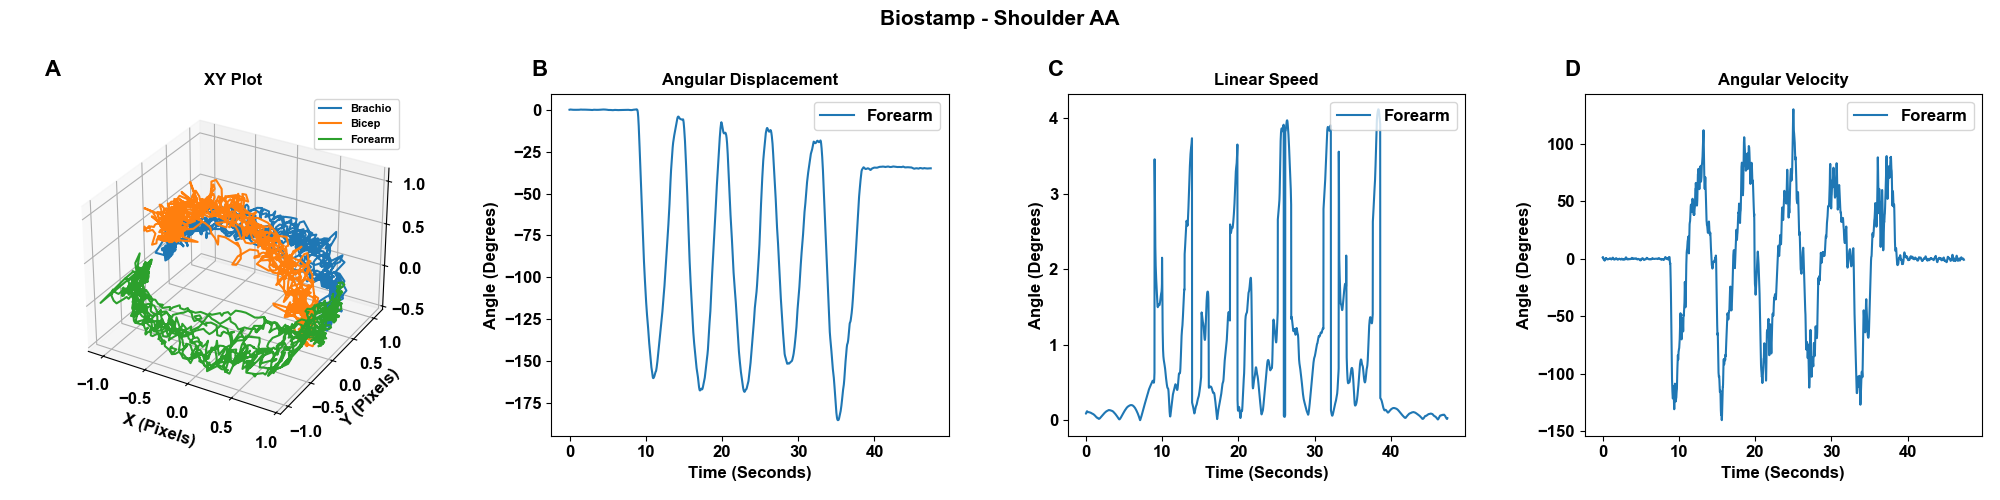 Biostamp - Shoulder AA
A
XY Plot
Brachio
Bicep
Forearm
1.0
0.5
0.0
−0.5
1.0
0.5
0.0
−0.5
−1.0
Y (Pixels)
−1.0
−0.5
0.0
0.5
1.0
X (Pixels)
B
Angular Displacement
Forearm
0
−25
−50
−75
−100
−125
−150
−175
Angle (Degrees)
0 10 20 30 40
Time (Seconds)
C
Linear Speed
Forearm
4
3
2
1
0
Angle (Degrees)
0 10 20 30 40
Time (Seconds)
D
Angular Velocity
Forearm
100
50
0
−50
−100
−150
Angle (Degrees)
0 10 20 30 40
Time (Seconds)